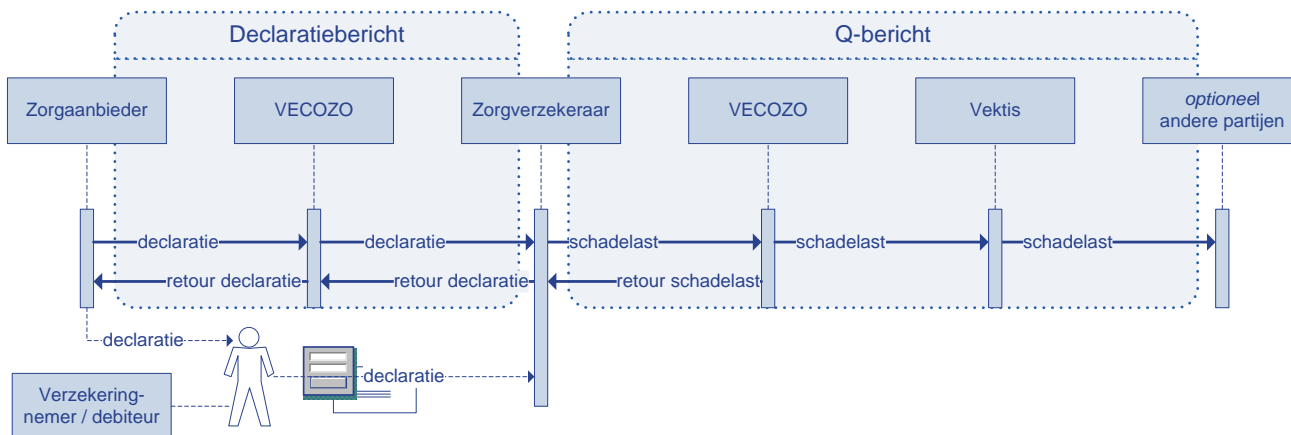 Declaratiebericht
Q-bericht
Zorgaanbieder
VECOZO
Zorgverzekeraar
VECOZO
Vektis
optioneel
andere partijen
declaratie
declaratie
schadelast
schadelast
schadelast
retour declaratie
retour declaratie
retour schadelast
declaratie
declaratie
Verzekering-
nemer / debiteur